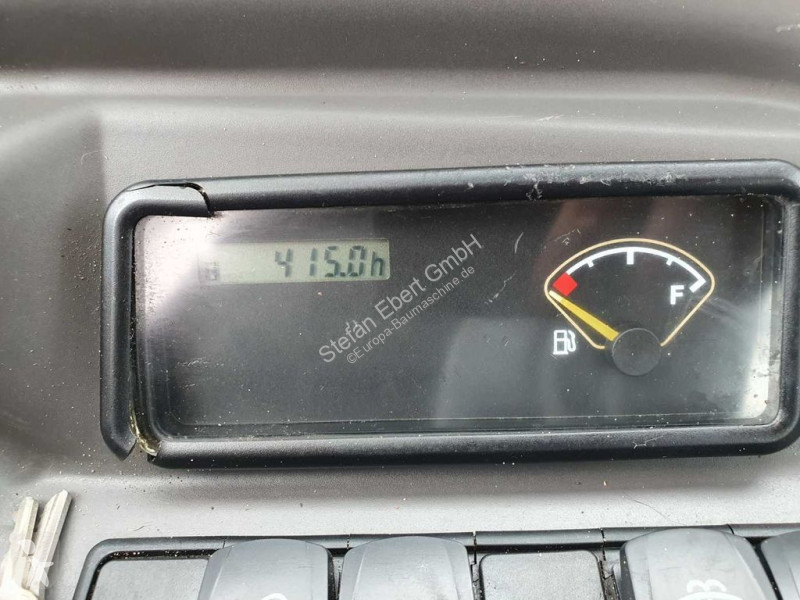 415.0h
F
Stefan Ebert GmbH
©Europa-Baumaschine.de